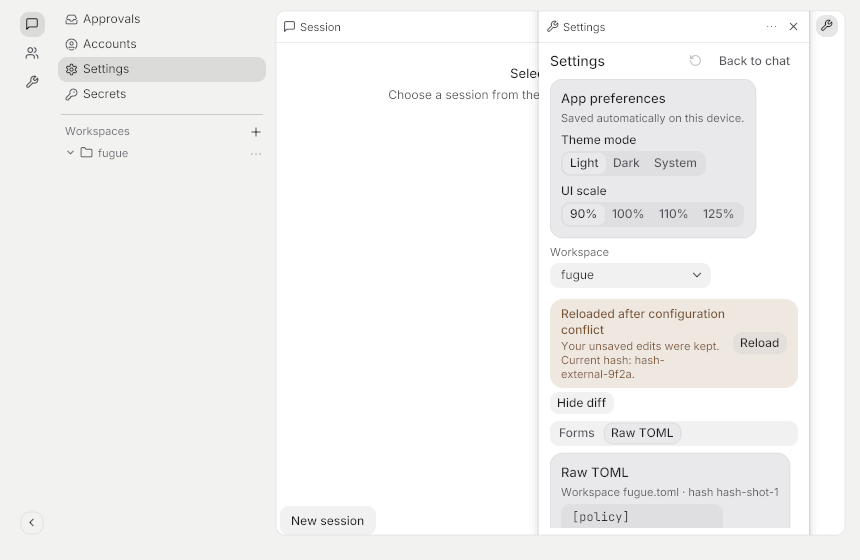 Approvals
Accounts
Settings
Secrets
Workspaces
fugue
Session
Choose a session from the
New session
Settings
Settings
Back to chat
App preferences
Saved automatically on this device.
Theme mode
Light Dark System
UI scale
90% 100% 110% 125%
Workspace
fugue
Reloaded after configuration
conflict
Your unsaved edits were kept.
Current hash: hash-
external-9f2a.
Reload
Hide diff
Forms Raw TOML
Raw TOML
Workspace fugue.toml · hash hash-shot-1
[policy]